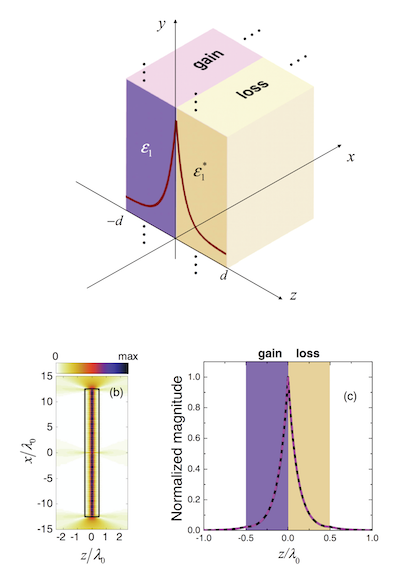 y
gain
loss
ε₁
ε₁*
x
−d
d
z
0 max
gain loss
(b)
(c)
x/λ₀
-15
-10
-5
0
5
10
15
-2 -1 0 1 2
z/λ₀
Normalized magnitude
1.0
0.8
0.6
0.4
0.2
0.0
-1.0 -0.5 0.0 0.5 1.0
z/λ₀